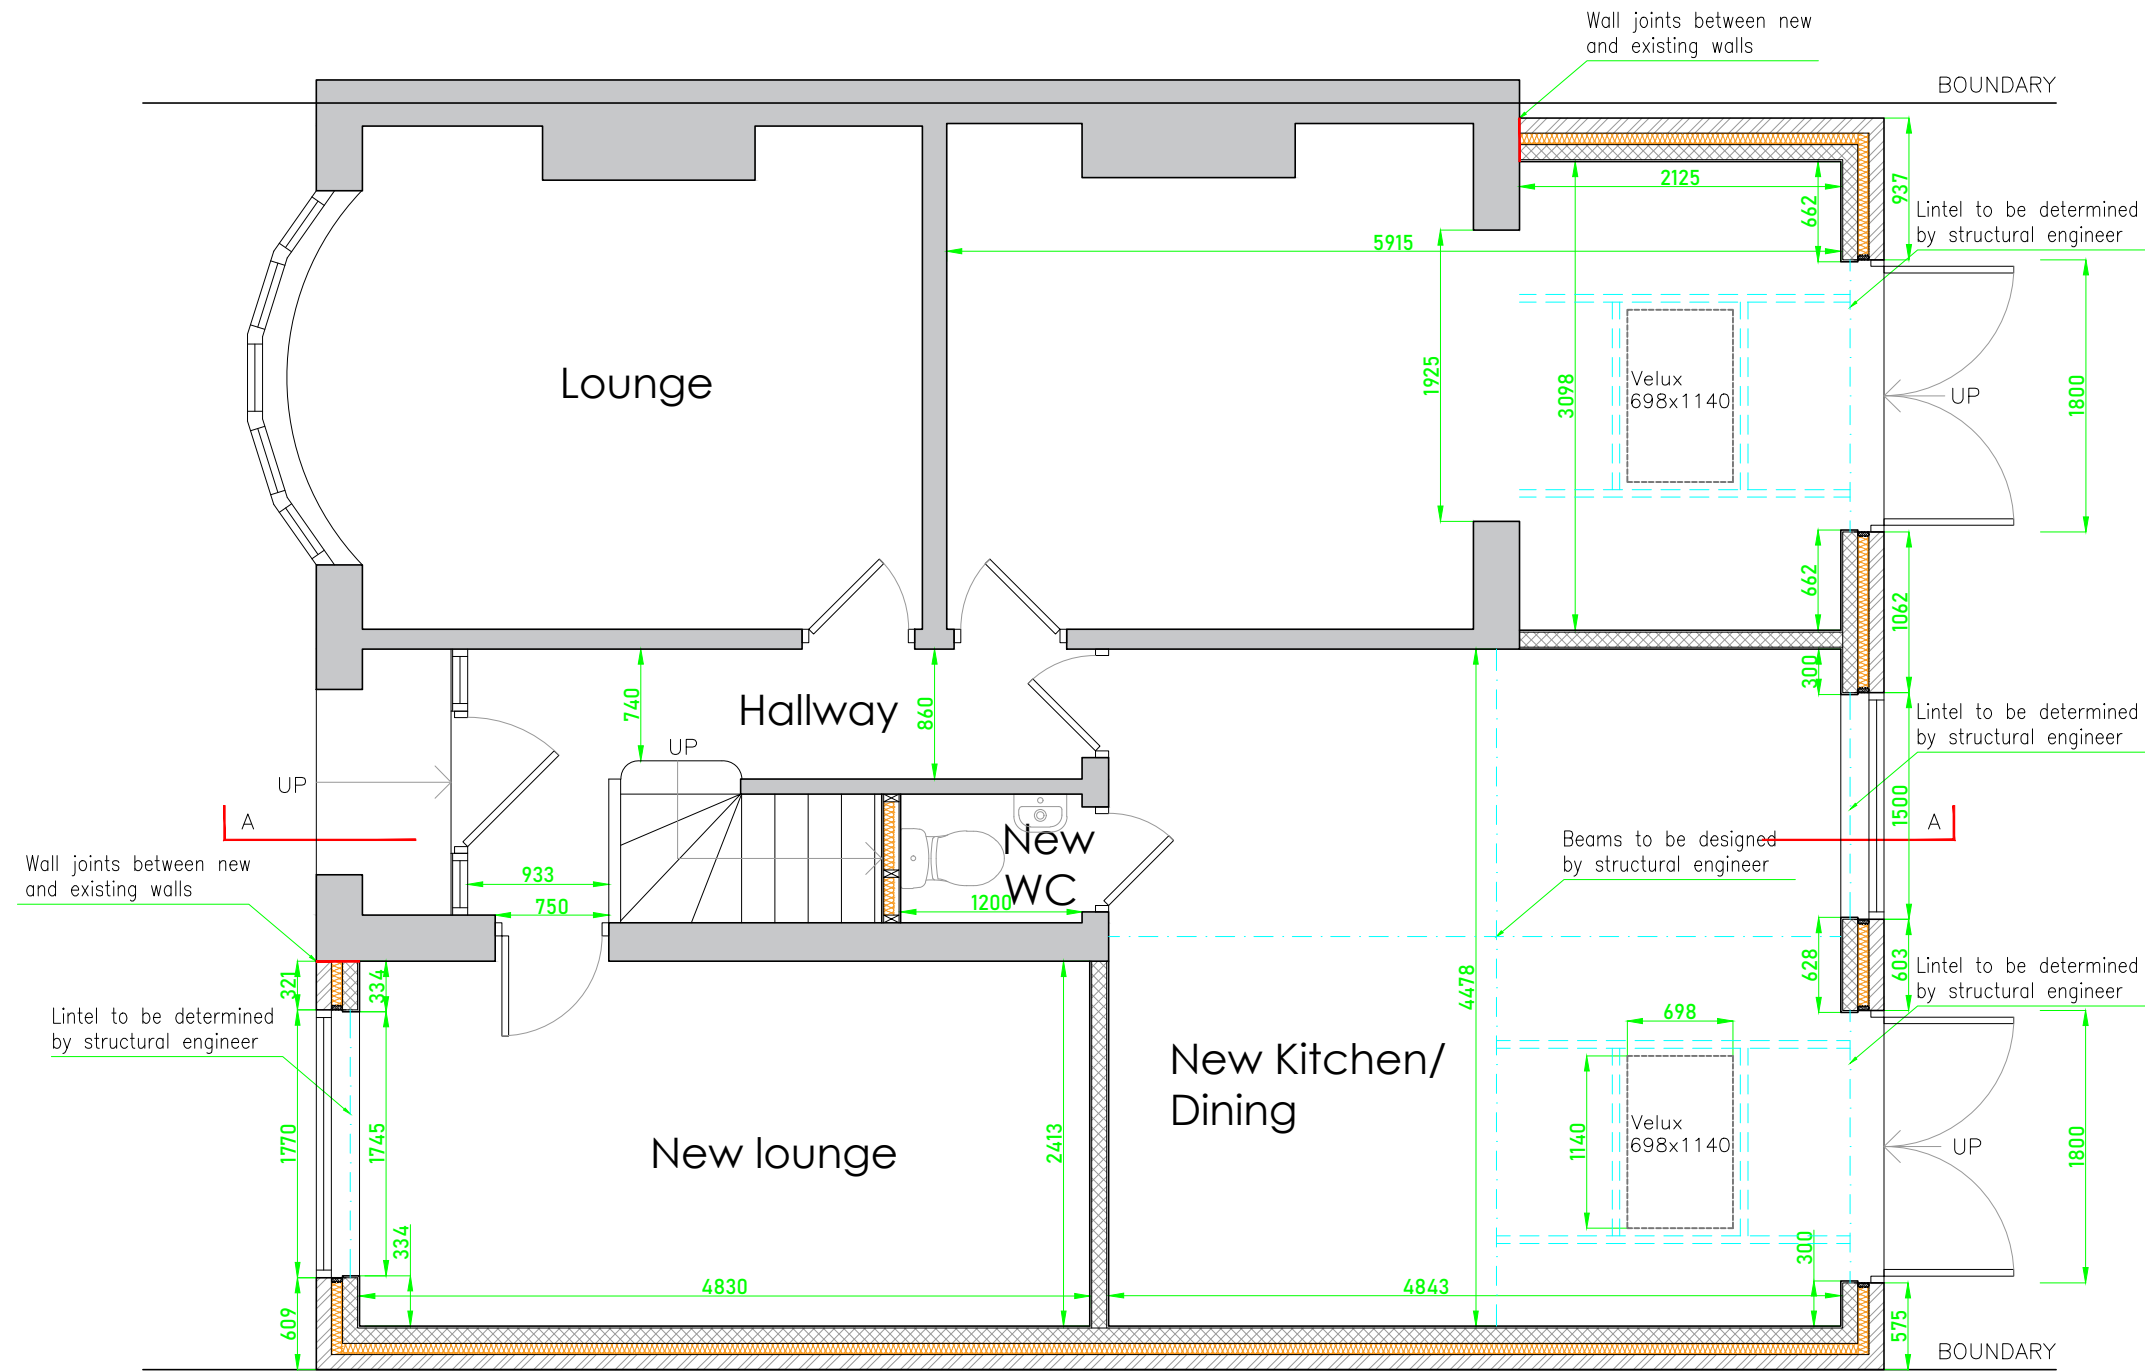 Wall joints between new
and existing walls
BOUNDARY
2125
662
937
Lintel to be determined
by structural engineer
5915
1925
3098
Velux
698x1140
UP
1800
Lounge
662
1062
300
740
Hallway
860
UP
Lintel to be determined
by structural engineer
UP
A
1500
A
New
WC
Beams to be designed
by structural engineer
Wall joints between new
and existing walls
933
750
1200
321
334
4478
628
603
Lintel to be determined
by structural engineer
Lintel to be determined
by structural engineer
698
New Kitchen/
Dining
1770
1745
New lounge
2413
1140
Velux
698x1140
UP
1800
334
300
4830
4843
609
575
BOUNDARY